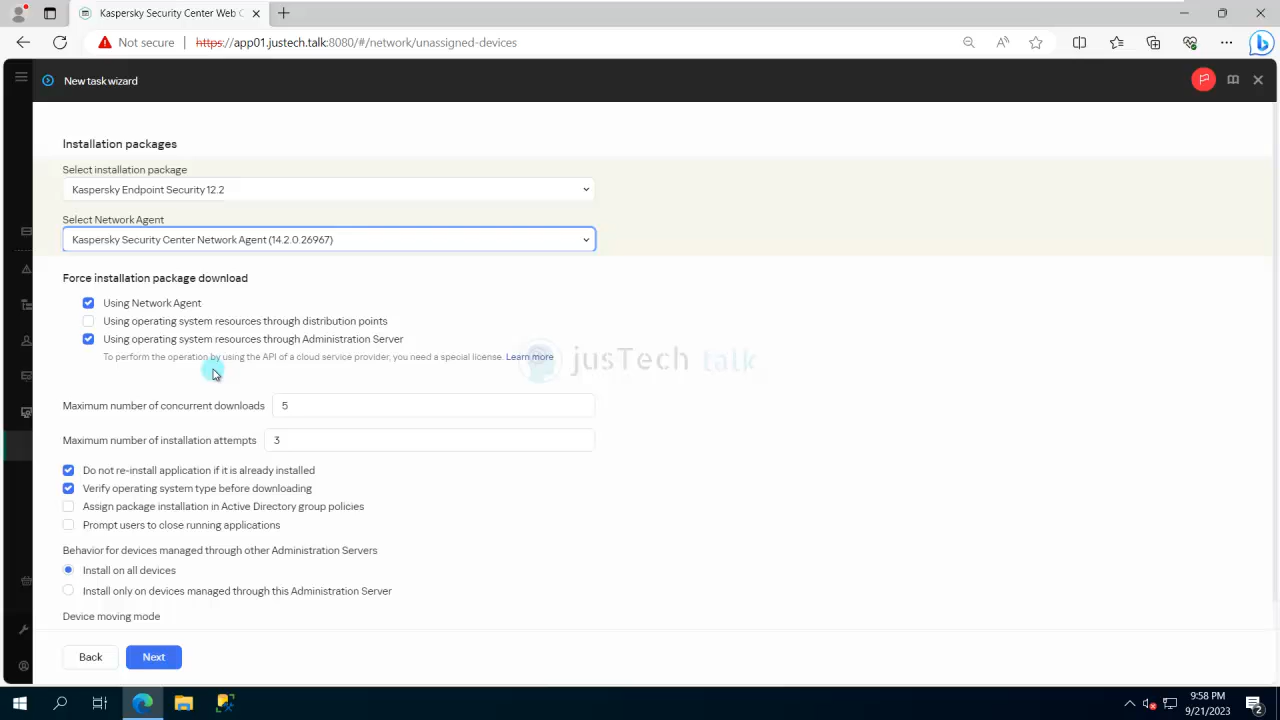 Kaspersky Security Center Web C
Not secure
https://app01.justech.talk:8080/#/network/unassigned-devices
New task wizard
Installation packages
Select installation package
Kaspersky Endpoint Security 12.2
Select Network Agent
Kaspersky Security Center Network Agent (14.2.0.26967)
Force installation package download
Using Network Agent
Using operating system resources through distribution points
Using operating system resources through Administration Server
To perform the operation by using the API of a cloud service provider, you need a special license. Learn more
jusTech talk
Maximum number of concurrent downloads 5
Maximum number of installation attempts 3
Do not re-install application if it is already installed
Verify operating system type before downloading
Assign package installation in Active Directory group policies
Prompt users to close running applications
Behavior for devices managed through other Administration Servers
Install on all devices
Install only on devices managed through this Administration Server
Device moving mode
Back Next
9:58 PM
9/21/2023
2